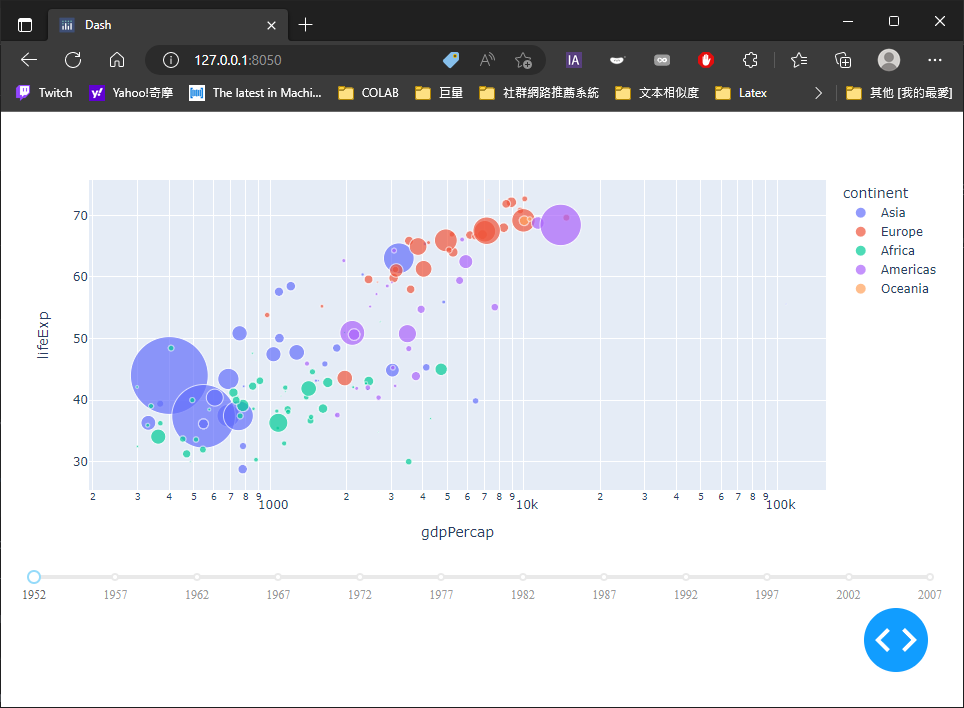 Dash
127.0.0.1:8050
IA
Twitch Yahoo!奇摩 The latest in Machi... COLAB 巨量 社群網路推薦系統 文本相似度 Latex 其他 [我的最愛]
continent
Asia
Europe
Africa
Americas
Oceania
lifeExp
70
60
50
40
30
2 3 4 5 6 7 8 9 1000 2 3 4 5 6 7 8 9 10k 2 3 4 5 6 7 8 9 100k
gdpPercap
1952 1957 1962 1967 1972 1977 1982 1987 1992 1997 2002 2007